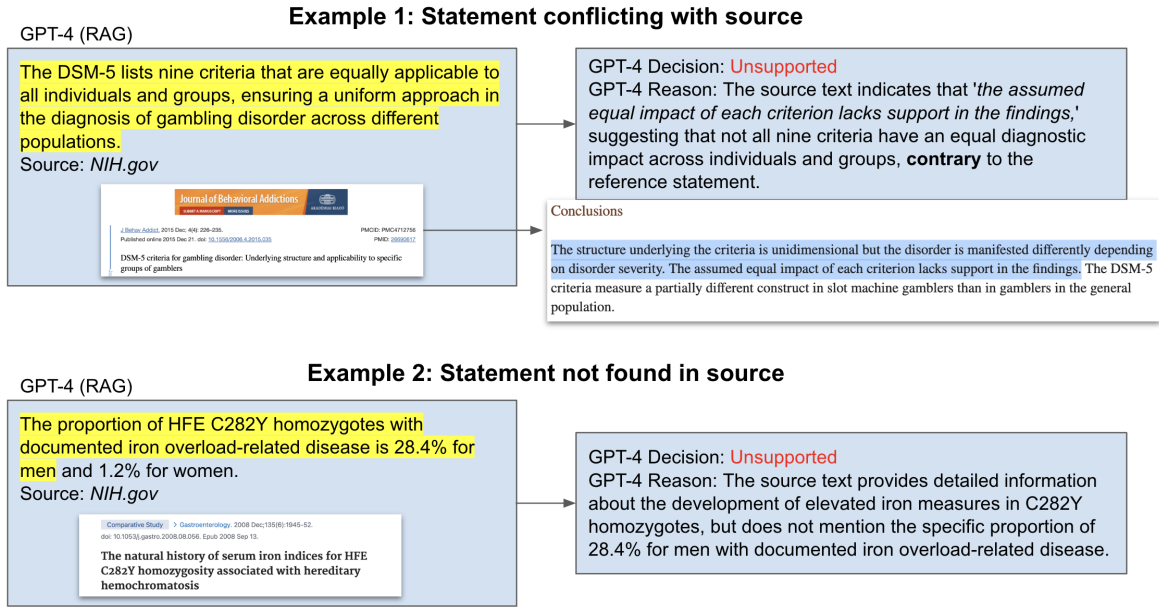 Example 1: Statement conflicting with source
GPT-4 (RAG)
The DSM-5 lists nine criteria that are equally applicable to
all individuals and groups, ensuring a uniform approach in
the diagnosis of gambling disorder across different
populations.
Source: NIH.gov
Journal of Behavioral Addictions
SUBMIT A MANUSCRIPT
MORE ISSUES
J Behav Addict. 2015 Dec; 4(4): 226–235.
PMCID: PMC4712756
Published online 2015 Dec 21. doi: 10.1556/2006.4.2015.035
PMID: 26690617
DSM-5 criteria for gambling disorder: Underlying structure and applicability to specific
groups of gamblers
GPT-4 Decision: Unsupported
GPT-4 Reason: The source text indicates that 'the assumed
equal impact of each criterion lacks support in the findings,'
suggesting that not all nine criteria have an equal diagnostic
impact across individuals and groups, contrary to the
reference statement.
Conclusions
The structure underlying the criteria is unidimensional but the disorder is manifested differently depending
on disorder severity. The assumed equal impact of each criterion lacks support in the findings. The DSM-5
criteria measure a partially different construct in slot machine gamblers than in gamblers in the general
population.
Example 2: Statement not found in source
GPT-4 (RAG)
The proportion of HFE C282Y homozygotes with
documented iron overload-related disease is 28.4% for
men and 1.2% for women.
Source: NIH.gov
Comparative Study > Gastroenterology. 2008 Dec;135(6):1945-52.
doi: 10.1053/j.gastro.2008.08.056. Epub 2008 Sep 13.
The natural history of serum iron indices for HFE
C282Y homozygosity associated with hereditary
hemochromatosis
GPT-4 Decision: Unsupported
GPT-4 Reason: The source text provides detailed information
about the development of elevated iron measures in C282Y
homozygotes, but does not mention the specific proportion of
28.4% for men with documented iron overload-related disease.